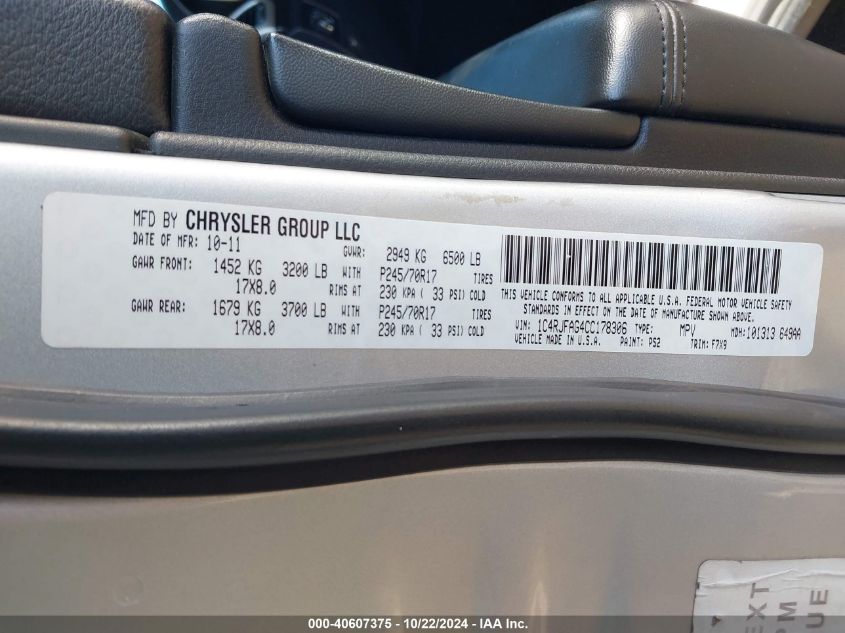 MFD BY CHRYSLER GROUP LLC
DATE OF MFR: 10-11 GVWR: 2949 KG 6500 LB
GAWR FRONT: 1452 KG 3200 LB WITH P245/70R17 TIRES
17X8.0 RIMS AT 230 KPA ( 33 PSI) COLD
GAWR REAR: 1679 KG 3700 LB WITH P245/70R17 TIRES
17X8.0 RIMS AT 230 KPA ( 33 PSI) COLD
THIS VEHICLE CONFORMS TO ALL APPLICABLE U.S.A. FEDERAL MOTOR VEHICLE SAFETY
STANDARDS IN EFFECT ON THE DATE OF MANUFACTURE SHOWN ABOVE.
VIN: 1C4RJFAG4CC178306 TYPE: MPV MDH: 101313 649AA
VEHICLE MADE IN U.S.A. PAINT: PS2 TRIM: F7X9
EXT
PM
UE
000-40607375 - 10/22/2024 - IAA Inc.